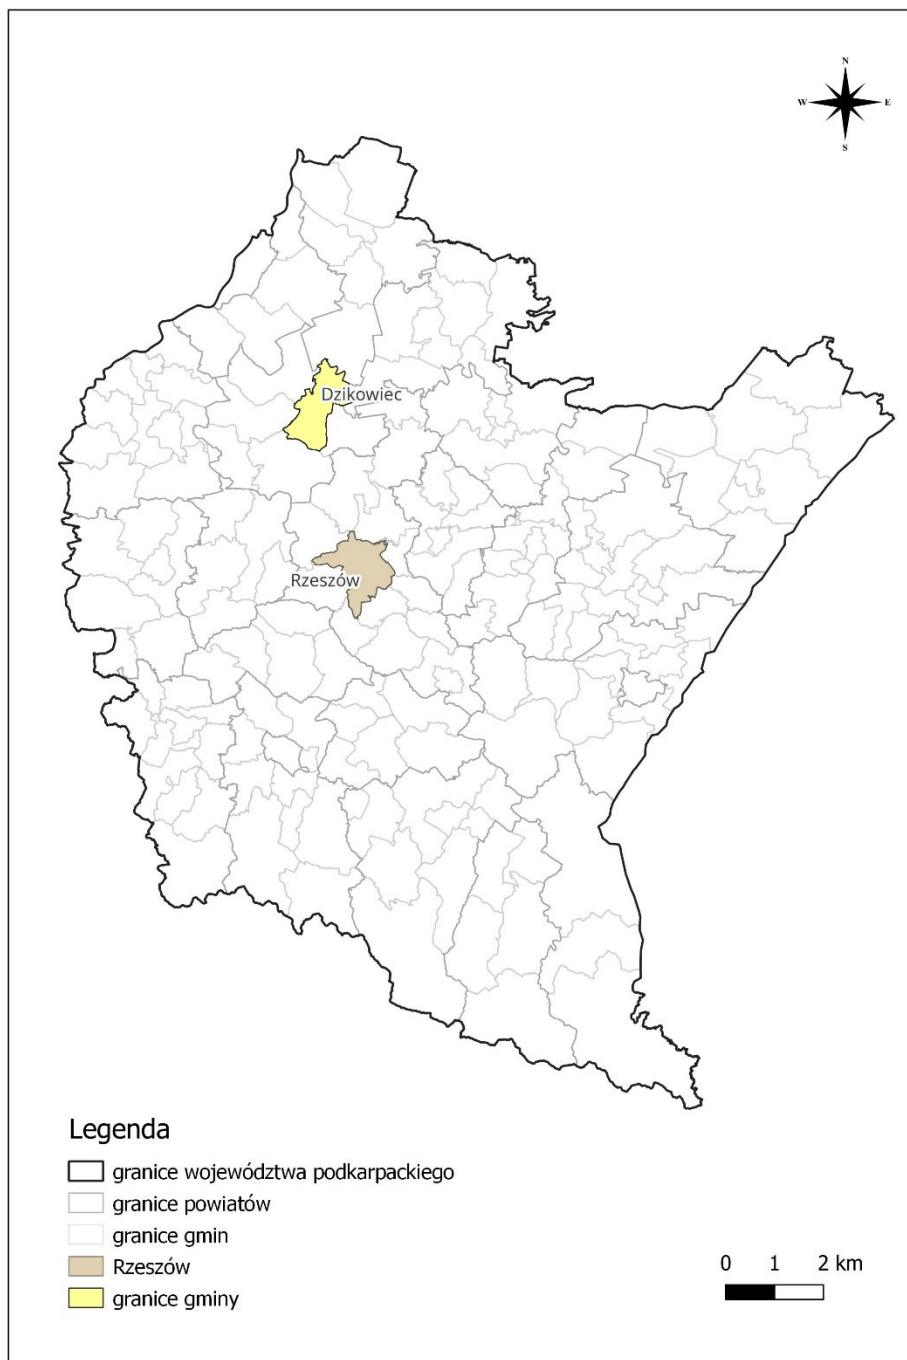 N
W E
S
Dzikowiec
Rzeszów
Legenda
granice województwa podkarpackiego
granice powiatów
granice gmin
Rzeszów
granice gminy
0 1 2 km